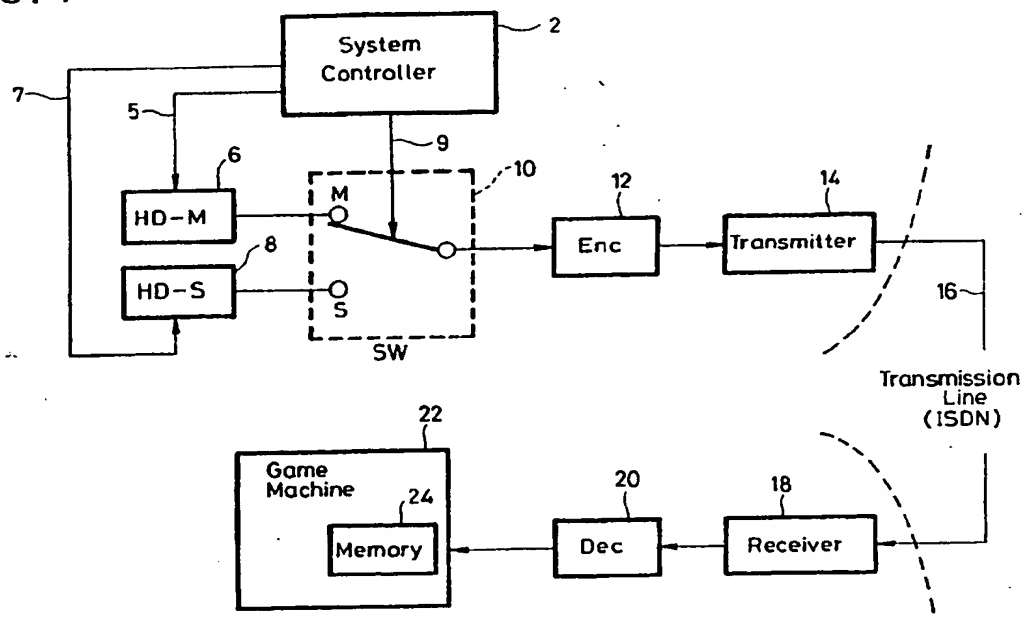 2
System
Controller
7
5
9
6
10
HD-M
M
12
14
8
Enc
Transmitter
HD-S
S
16
SW
Transmission
Line
(ISDN)
22
Game
Machine
24
20
18
Memory
Dec
Receiver